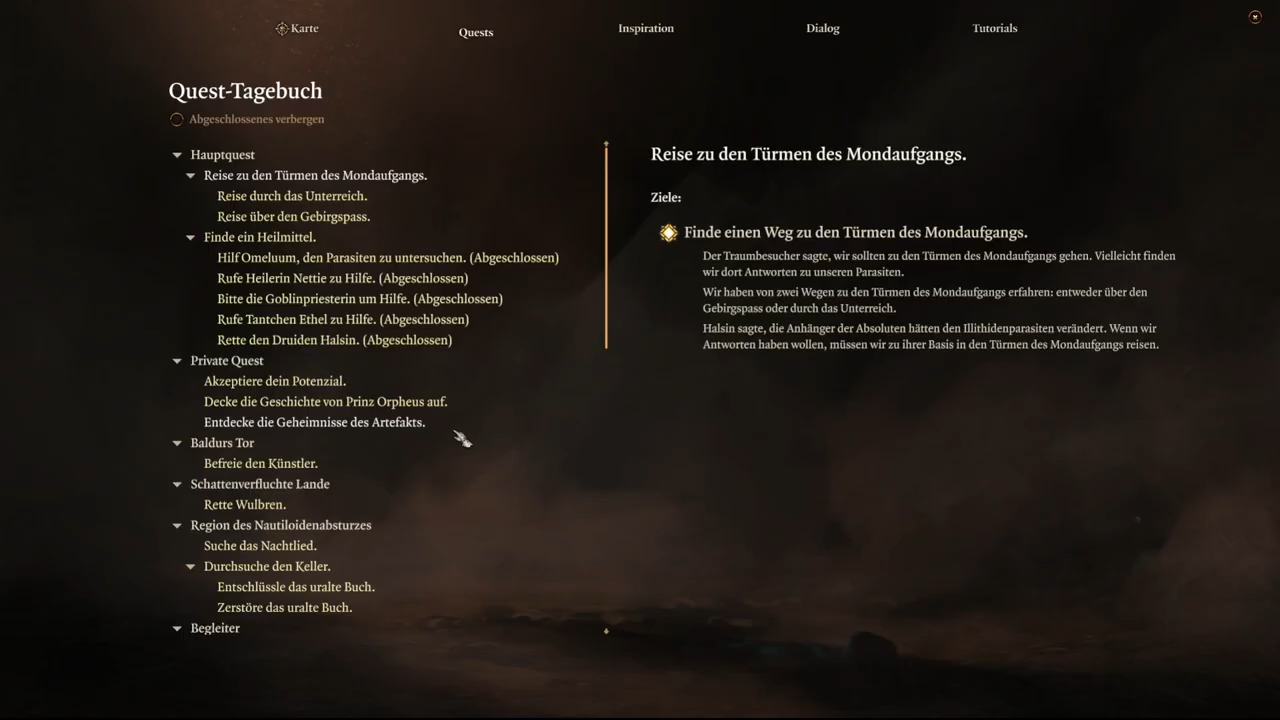 Karte
Quests
Inspiration
Dialog
Tutorials
Quest-Tagebuch
Abgeschlossenes verbergen
Hauptquest
Reise zu den Türmen des Mondaufgangs.
Reise durch das Unterreich.
Reise über den Gebirgspass.
Finde ein Heilmittel.
Hilf Omeluum, den Parasiten zu untersuchen. (Abgeschlossen)
Rufe Heilerin Nettie zu Hilfe. (Abgeschlossen)
Bitte die Goblinpriesterin um Hilfe. (Abgeschlossen)
Rufe Tantchen Ethel zu Hilfe. (Abgeschlossen)
Rette den Druiden Halsin. (Abgeschlossen)
Private Quest
Akzeptiere dein Potenzial.
Decke die Geschichte von Prinz Orpheus auf.
Entdecke die Geheimnisse des Artefakts.
Baldurs Tor
Befreie den Künstler.
Schattenverfluchte Lande
Rette Wulbren.
Region des Nautiloidenabsturzes
Suche das Nachtlied.
Durchsuche den Keller.
Entschlüssle das uralte Buch.
Zerstöre das uralte Buch.
Begleiter
Reise zu den Türmen des Mondaufgangs.
Ziele:
Finde einen Weg zu den Türmen des Mondaufgangs.
Der Traumbesucher sagte, wir sollten zu den Türmen des Mondaufgangs gehen. Vielleicht finden
wir dort Antworten zu unseren Parasiten.
Wir haben von zwei Wegen zu den Türmen des Mondaufgangs erfahren: entweder über den
Gebirgspass oder durch das Unterreich.
Halsin sagte, die Anhänger der Absoluten hätten den Illithidenparasiten verändert. Wenn wir
Antworten haben wollen, müssen wir zu ihrer Basis in den Türmen des Mondaufgangs reisen.